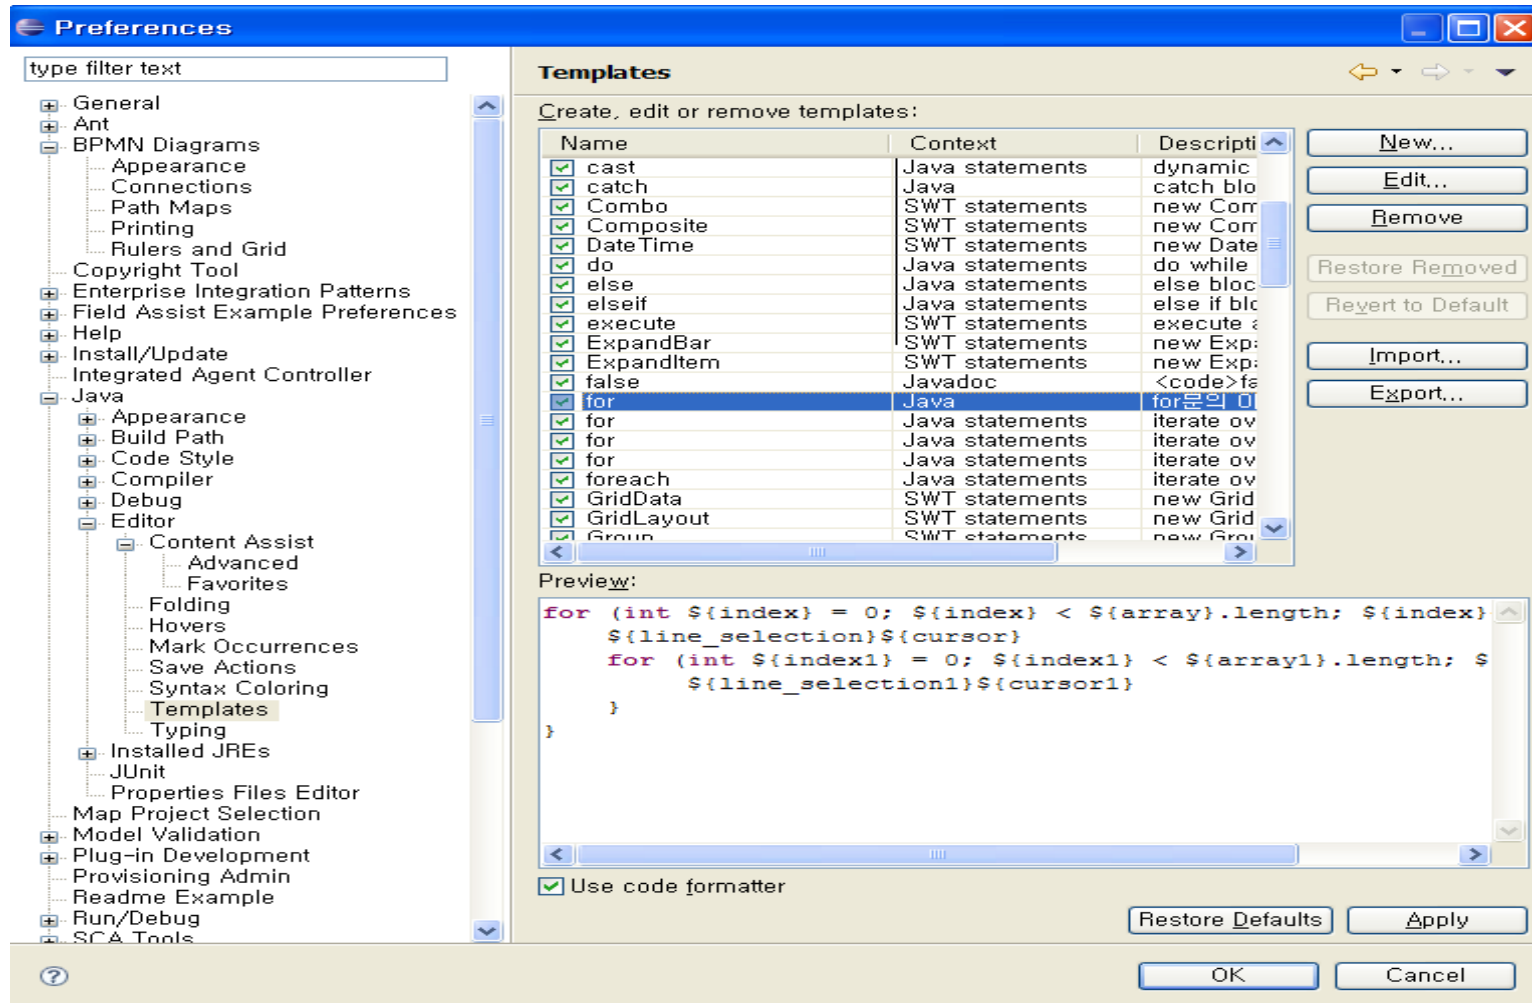 Preferences
type filter text
General
Ant
BPMN Diagrams
Appearance
Connections
Path Maps
Printing
Rulers and Grid
Copyright Tool
Enterprise Integration Patterns
Field Assist Example Preferences
Help
Install/Update
Integrated Agent Controller
Java
Appearance
Build Path
Code Style
Compiler
Debug
Editor
Content Assist
Advanced
Favorites
Folding
Hovers
Mark Occurrences
Save Actions
Syntax Coloring
Templates
Typing
Installed JREs
JUnit
Properties Files Editor
Map Project Selection
Model Validation
Plug-in Development
Provisioning Admin
Readme Example
Run/Debug
SCA Tools
Templates
Create, edit or remove templates:
Name Context Descripti
cast Java statements dynamic
catch Java catch blo
Combo SWT statements new Com
Composite SWT statements new Com
DateTime SWT statements new Date
do Java statements do while
else Java statements else bloc
elseif Java statements else if blo
execute SWT statements execute a
ExpandBar SWT statements new Expa
ExpandItem SWT statements new Expa
false Javadoc <code>fa
for Java for문의
for Java statements iterate ov
for Java statements iterate ov
for Java statements iterate ov
foreach Java statements iterate ov
GridData SWT statements new Grid
GridLayout SWT statements new Grid
Group SWT statements new Grou
New...
Edit...
Remove
Restore Removed
Revert to Default
Import...
Export...
Preview:
for (int ${index} = 0; ${index} < ${array}.length; ${index}
${line_selection}${cursor}
for (int ${index1} = 0; ${index1} < ${array1}.length; $
${line_selection1}${cursor1}
}
}
Use code formatter
Restore Defaults
Apply
?
OK
Cancel